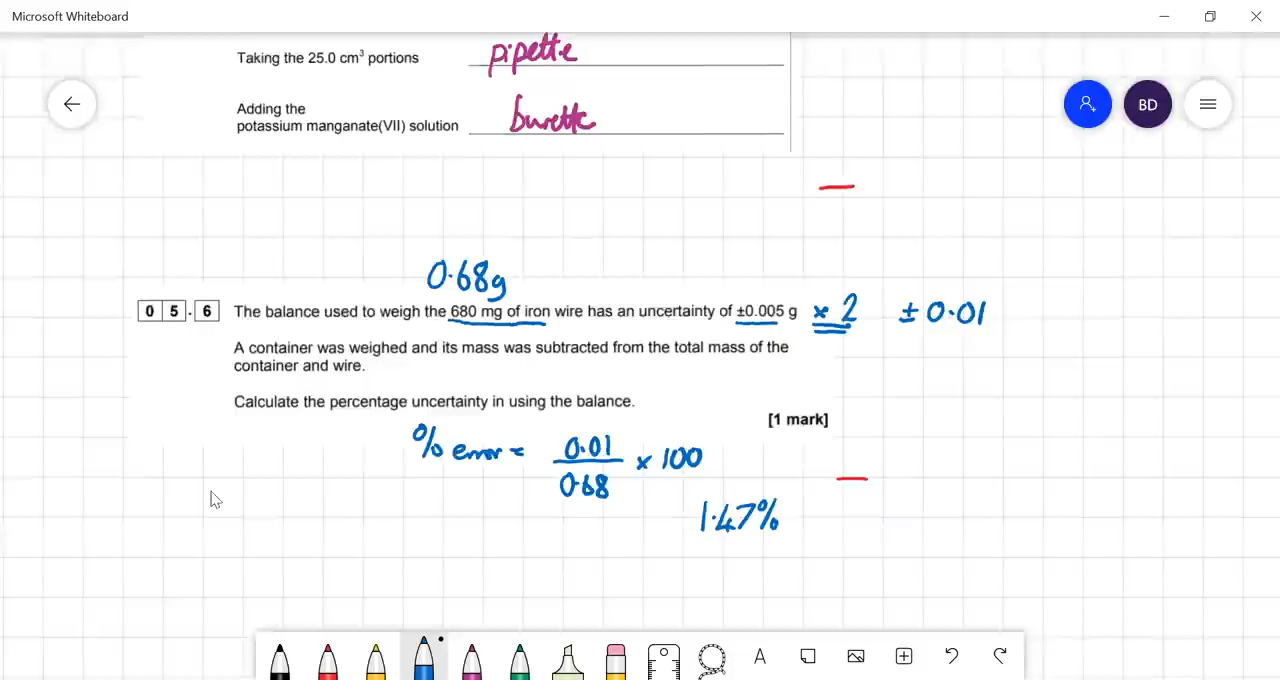 Microsoft Whiteboard
Taking the 25.0 cm³ portions pipette
Adding the
potassium manganate(VII) solution burette
BD
0.68g
0 5 . 6 The balance used to weigh the 680 mg of iron wire has an uncertainty of ±0.005 g × 2 ± 0.01
A container was weighed and its mass was subtracted from the total mass of the
container and wire.
Calculate the percentage uncertainty in using the balance.
[1 mark]
% error = 0.01 / 0.68 × 100
1.47%
A